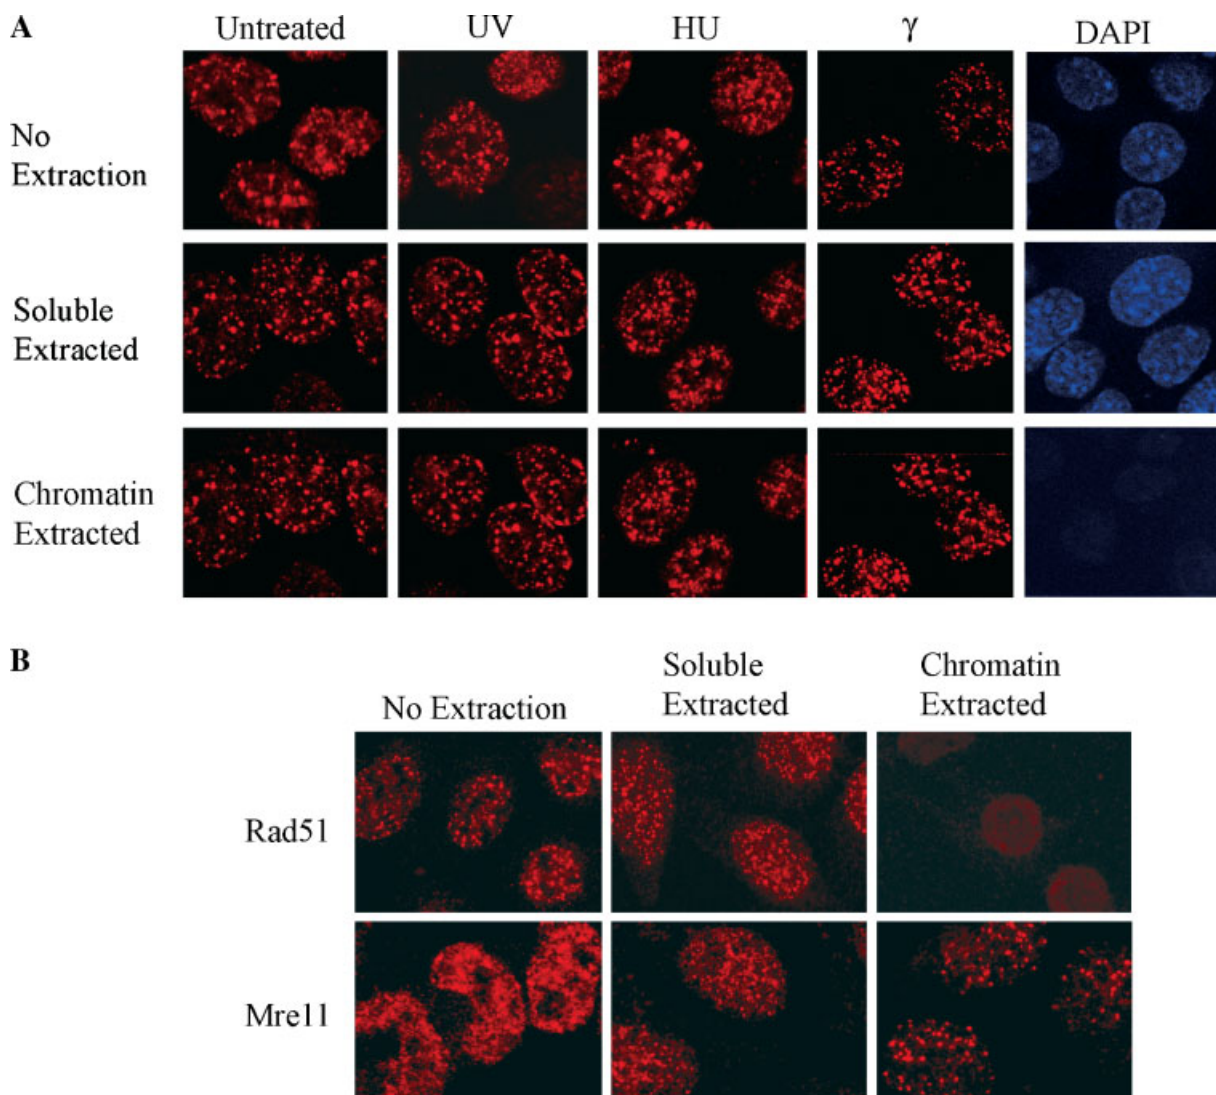 A
Untreated
UV
HU
γ
DAPI
No
Extraction
Soluble
Extracted
Chromatin
Extracted
B
No Extraction
Soluble
Extracted
Chromatin
Extracted
Rad51
Mre11